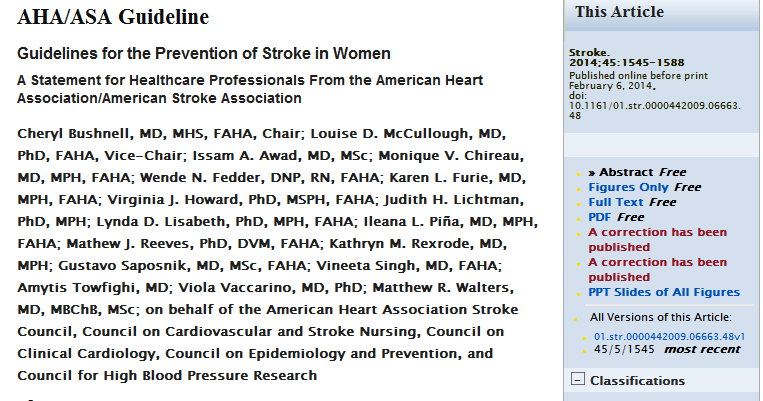 AHA/ASA Guideline
Guidelines for the Prevention of Stroke in Women
A Statement for Healthcare Professionals From the American Heart
Association/American Stroke Association
Cheryl Bushnell, MD, MHS, FAHA, Chair; Louise D. McCullough, MD,
PhD, FAHA, Vice-Chair; Issam A. Awad, MD, MSc; Monique V. Chireau,
MD, MPH, FAHA; Wende N. Fedder, DNP, RN, FAHA; Karen L. Furie, MD,
MPH, FAHA; Virginia J. Howard, PhD, MSPH, FAHA; Judith H. Lichtman,
PhD, MPH; Lynda D. Lisabeth, PhD, MPH, FAHA; Ileana L. Piña, MD, MPH,
FAHA; Mathew J. Reeves, PhD, DVM, FAHA; Kathryn M. Rexrode, MD,
MPH; Gustavo Saposnik, MD, MSc, FAHA; Vineeta Singh, MD, FAHA;
Amytis Towfighi, MD; Viola Vaccarino, MD, PhD; Matthew R. Walters,
MD, MBChB, MSc; on behalf of the American Heart Association Stroke
Council, Council on Cardiovascular and Stroke Nursing, Council on
Clinical Cardiology, Council on Epidemiology and Prevention, and
Council for High Blood Pressure Research
This Article
Stroke.
2014;45:1545-1588
Published online before print
February 6, 2014,
doi:
10.1161/01.str.0000442009.06663.
48
» Abstract Free
Figures Only Free
Full Text Free
PDF Free
A correction has been
published
A correction has been
published
PPT Slides of All Figures
All Versions of this Article:
01.str.0000442009.06663.48v1
45/5/1545 most recent
Classifications